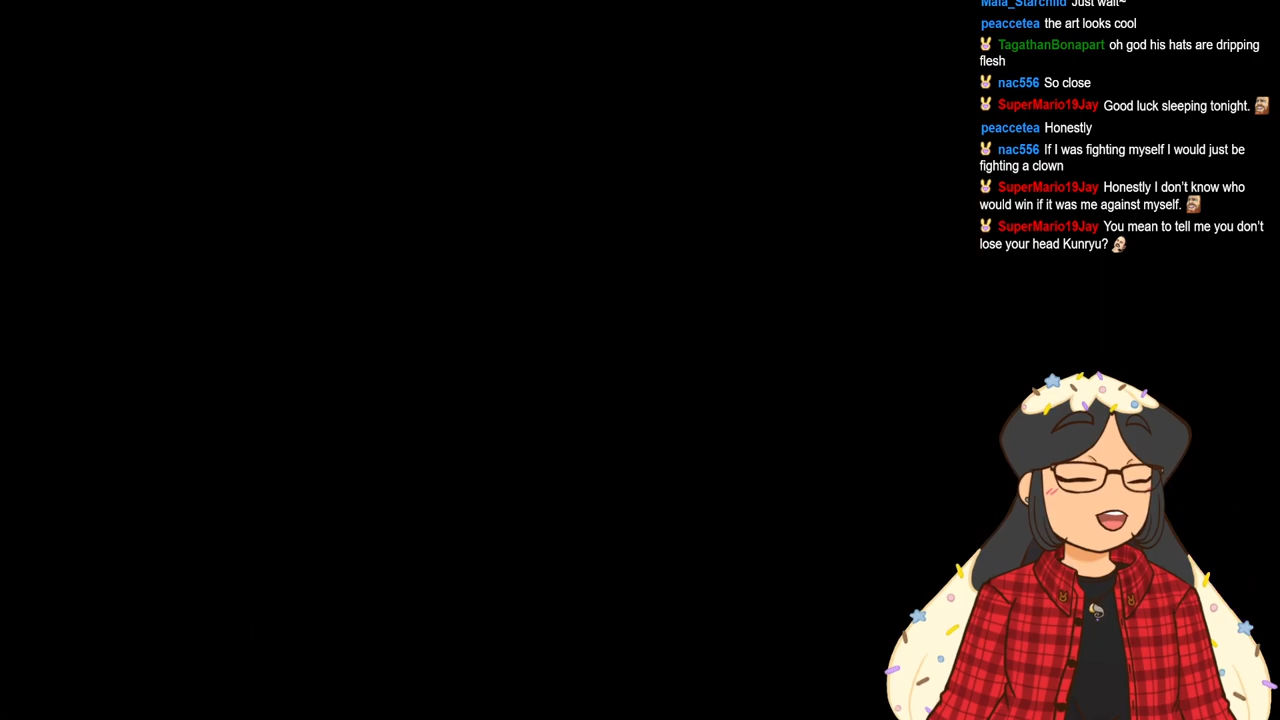 Maia_Starchild Just wait~
peaccetea the art looks cool
TagathanBonapart oh god his hats are dripping
flesh
nac556 So close
SuperMario19Jay Good luck sleeping tonight.
peaccetea Honestly
nac556 If I was fighting myself I would just be
fighting a clown
SuperMario19Jay Honestly I don't know who
would win if it was me against myself.
SuperMario19Jay You mean to tell me you don't
lose your head Kunryu?